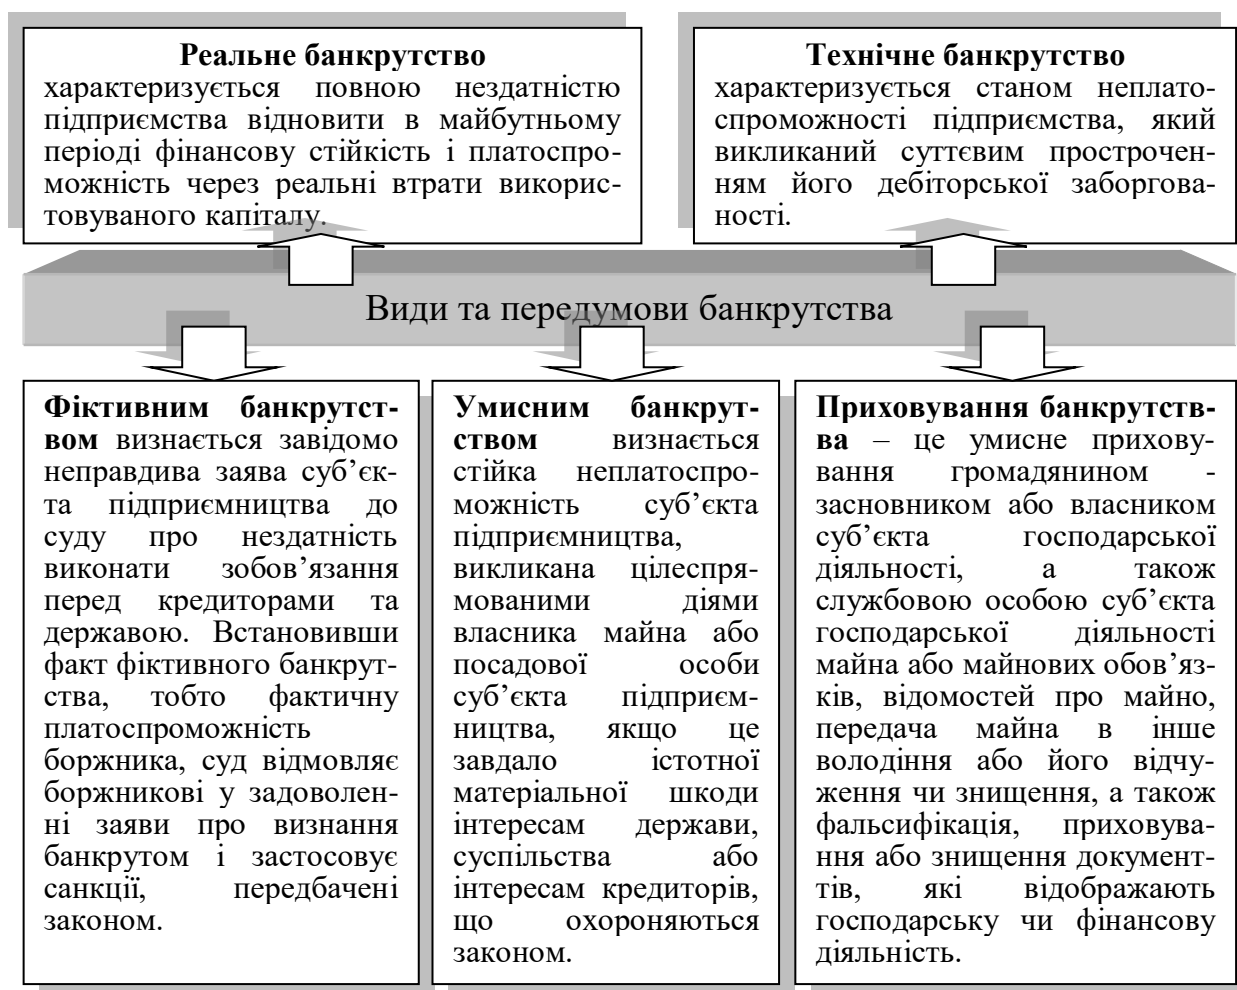 Реальне банкрутство
характеризується повною нездатністю
підприємства відновити в майбутньому
періоді фінансову стійкість і платоспро-
можність через реальні втрати викорис-
товуваного капіталу.
Технічне банкрутство
характеризується станом неплато-
спроможності підприємства, який
викликаний суттєвим прострочен-
ням його дебіторської заборгова-
ності.
Види та передумови банкрутства
Фіктивним банкрутст-
вом визнається завідомо
неправдива заява суб’єк-
та підприємництва до
суду про нездатність
виконати зобов’язання
перед кредиторами та
державою. Встановивши
факт фіктивного банкрут-
ства, тобто фактичну
платоспроможність
боржника, суд відмовляє
боржникові у задоволен-
ні заяви про визнання
банкрутом і застосовує
санкції, передбачені
законом.
Умисним банкрут-
ством визнається
стійка неплатоспро-
можність суб’єкта
підприємництва,
викликана цілеспря-
мованими діями
власника майна або
посадової особи
суб’єкта підприєм-
ництва, якщо це
завдало істотної
матеріальної шкоди
інтересам держави,
суспільства або
інтересам кредиторів,
що охороняються
законом.
Приховування банкрутств-
ва – це умисне прихову-
вання громадянином -
засновником або власником
суб’єкта господарської
діяльності, а також
службовою особою суб’єкта
господарської діяльності
майна або майнових обов’яз-
ків, відомостей про майно,
передача майна в інше
володіння або його відчу-
ження чи знищення, а також
фальсифікація, приховува-
ння або знищення документ-
тів, які відображають
господарську чи фінансову
діяльність.